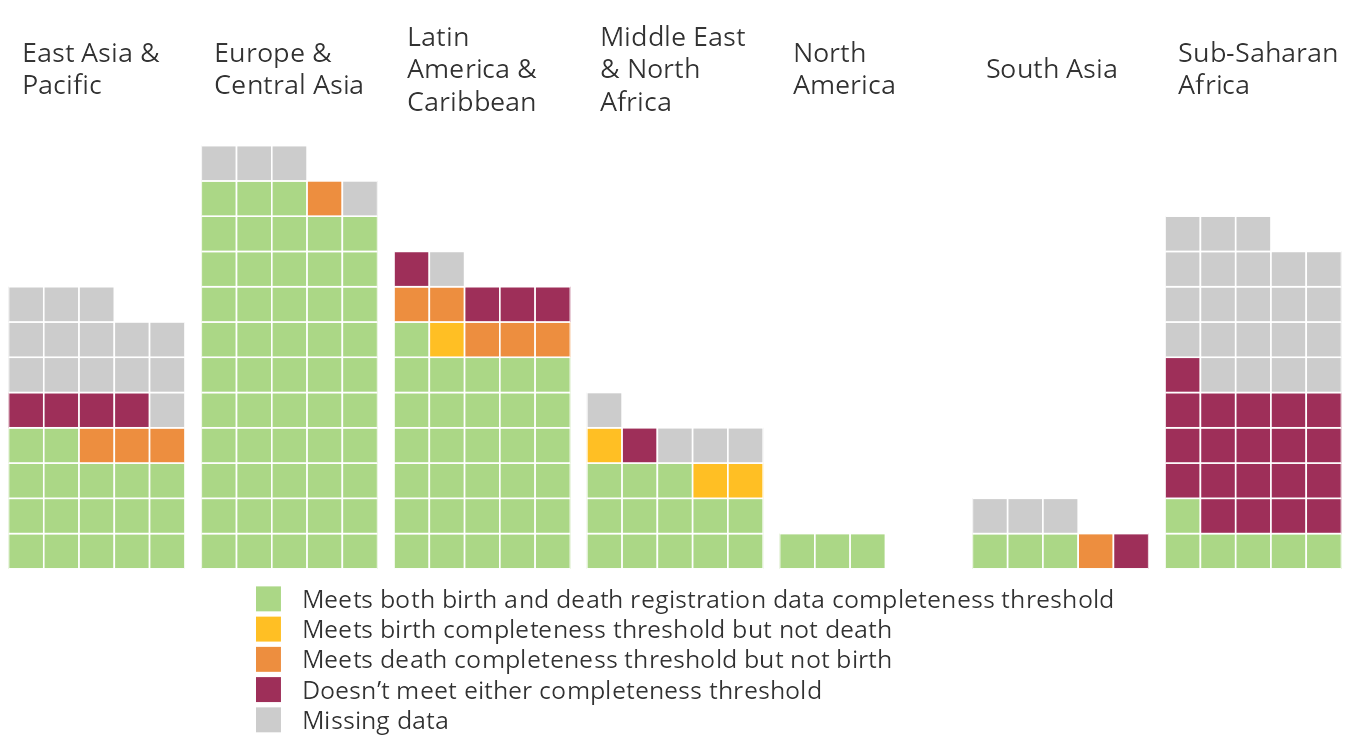 East Asia &
Pacific
Europe &
Central Asia
Latin
America &
Caribbean
Middle East
& North
Africa
North
America
South Asia
Sub-Saharan
Africa
Meets both birth and death registration data completeness threshold
Meets birth completeness threshold but not death
Meets death completeness threshold but not birth
Doesn’t meet either completeness threshold
Missing data